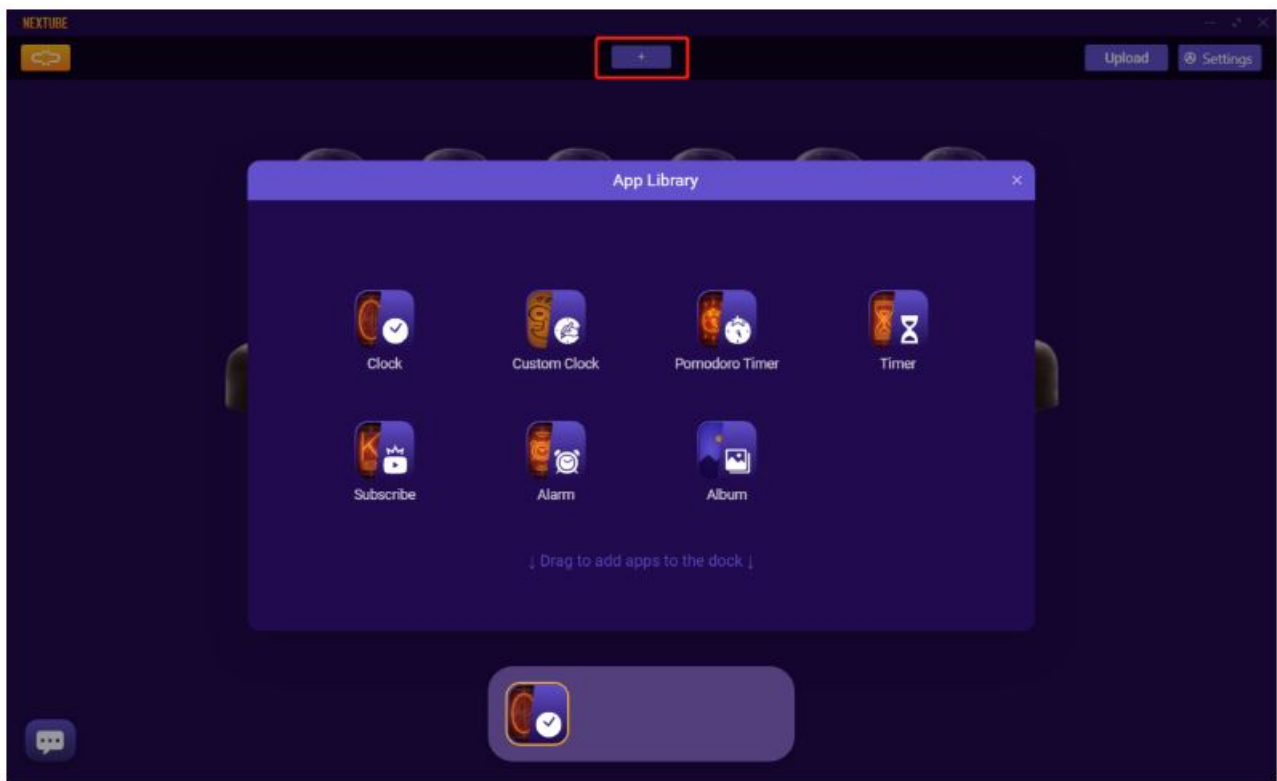 NEXTUBE
+
Upload
Settings
App Library
×
Clock
Custom Clock
Pomodoro Timer
Timer
Subscribe
Alarm
Album
↓ Drag to add apps to the dock ↓